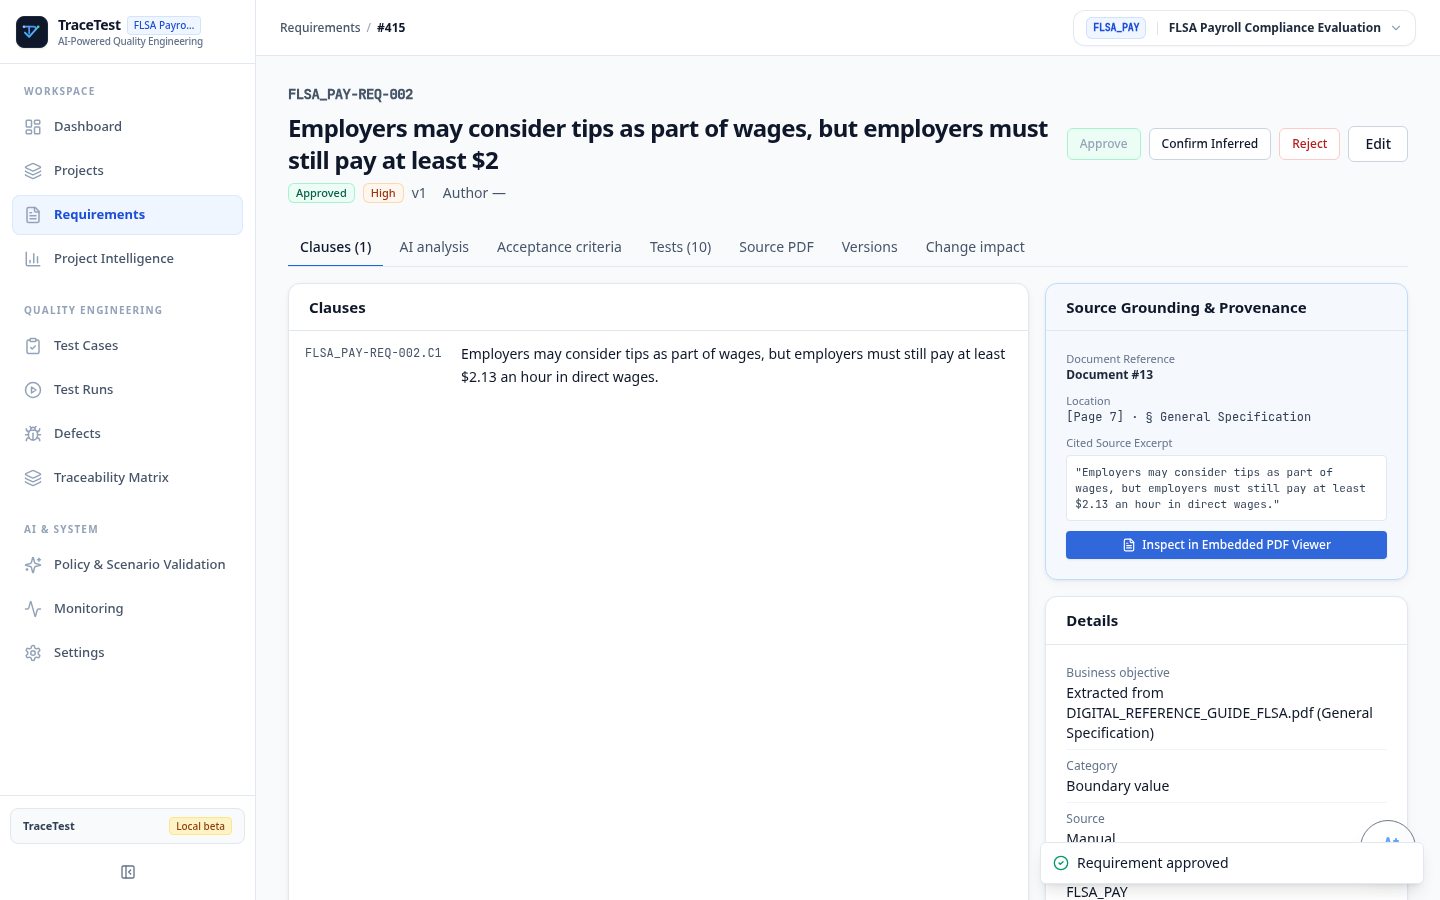 TraceTest
FLSA Payro...
AI-Powered Quality Engineering
WORKSPACE
Dashboard
Projects
Requirements
Project Intelligence
QUALITY ENGINEERING
Test Cases
Test Runs
Defects
Traceability Matrix
AI & SYSTEM
Policy & Scenario Validation
Monitoring
Settings
TraceTest
Local beta
Requirements / #415
FLSA_PAY
FLSA Payroll Compliance Evaluation
FLSA_PAY-REQ-002
Employers may consider tips as part of wages, but employers must
still pay at least $2
Approved
High
v1
Author —
Approve
Confirm Inferred
Reject
Edit
Clauses (1)
AI analysis
Acceptance criteria
Tests (10)
Source PDF
Versions
Change impact
Clauses
FLSA_PAY-REQ-002.C1
Employers may consider tips as part of wages, but employers must still pay at least
$2.13 an hour in direct wages.
Source Grounding & Provenance
Document Reference
Document #13
Location
[Page 7] · § General Specification
Cited Source Excerpt
"Employers may consider tips as part of
wages, but employers must still pay at least
$2.13 an hour in direct wages."
Inspect in Embedded PDF Viewer
Details
Business objective
Extracted from
DIGITAL_REFERENCE_GUIDE_FLSA.pdf (General
Specification)
Category
Boundary value
Source
Manual
Requirement approved
FLSA_PAY